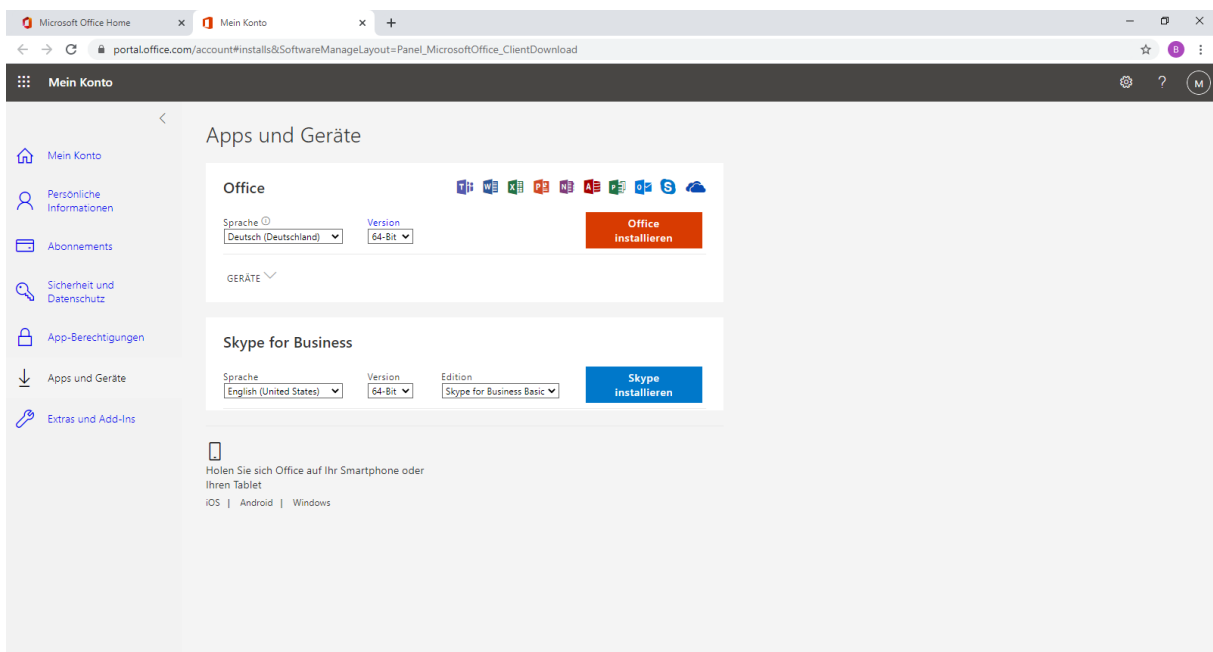 Microsoft Office Home
Mein Konto
portal.office.com/account#installs&SoftwareManageLayout=Panel_MicrosoftOffice_ClientDownload
B
Mein Konto
?
M
Apps und Geräte
Mein Konto
Persönliche
Informationen
Abonnements
Sicherheit und
Datenschutz
App-Berechtigungen
Apps und Geräte
Extras und Add-Ins
Office
Sprache
Version
Deutsch (Deutschland)
64-Bit
Office
installieren
GERÄTE
Skype for Business
Sprache
Version
Edition
English (United States)
64-Bit
Skype for Business Basic
Skype
installieren
Holen Sie sich Office auf Ihr Smartphone oder
Ihren Tablet
iOS | Android | Windows